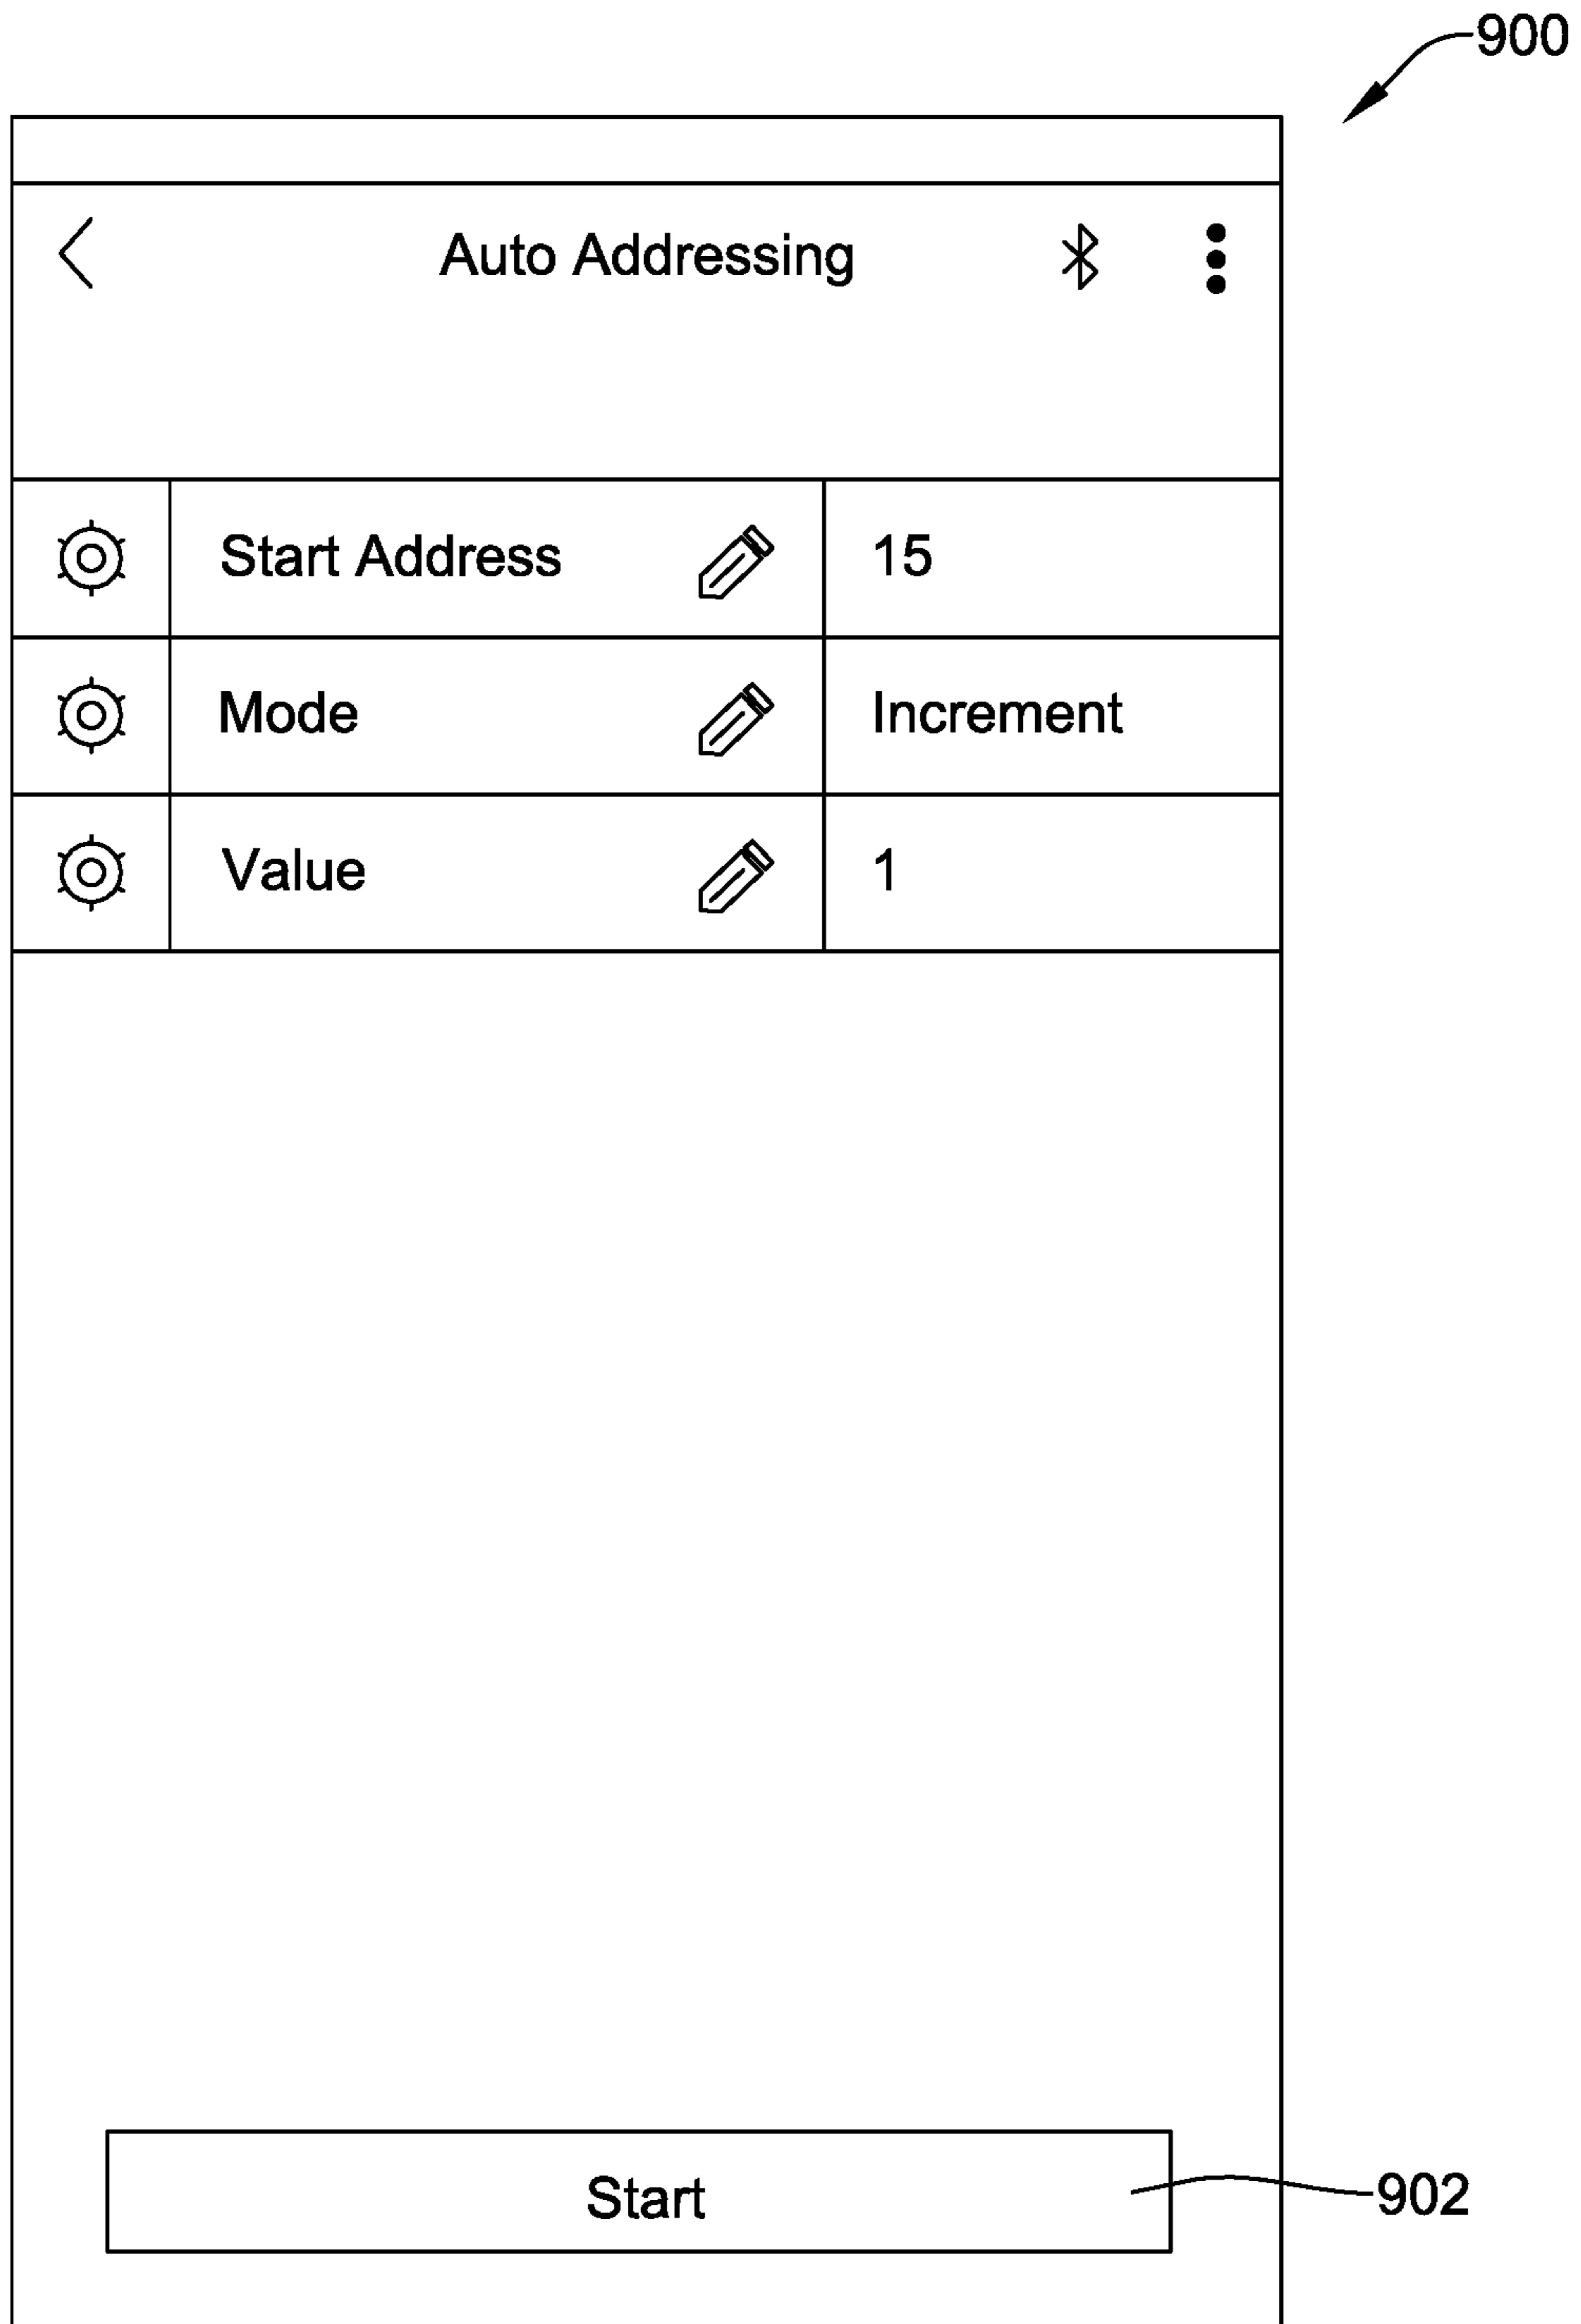 900
Auto Addressing
Start Address 15
Mode Increment
Value 1
Start 902